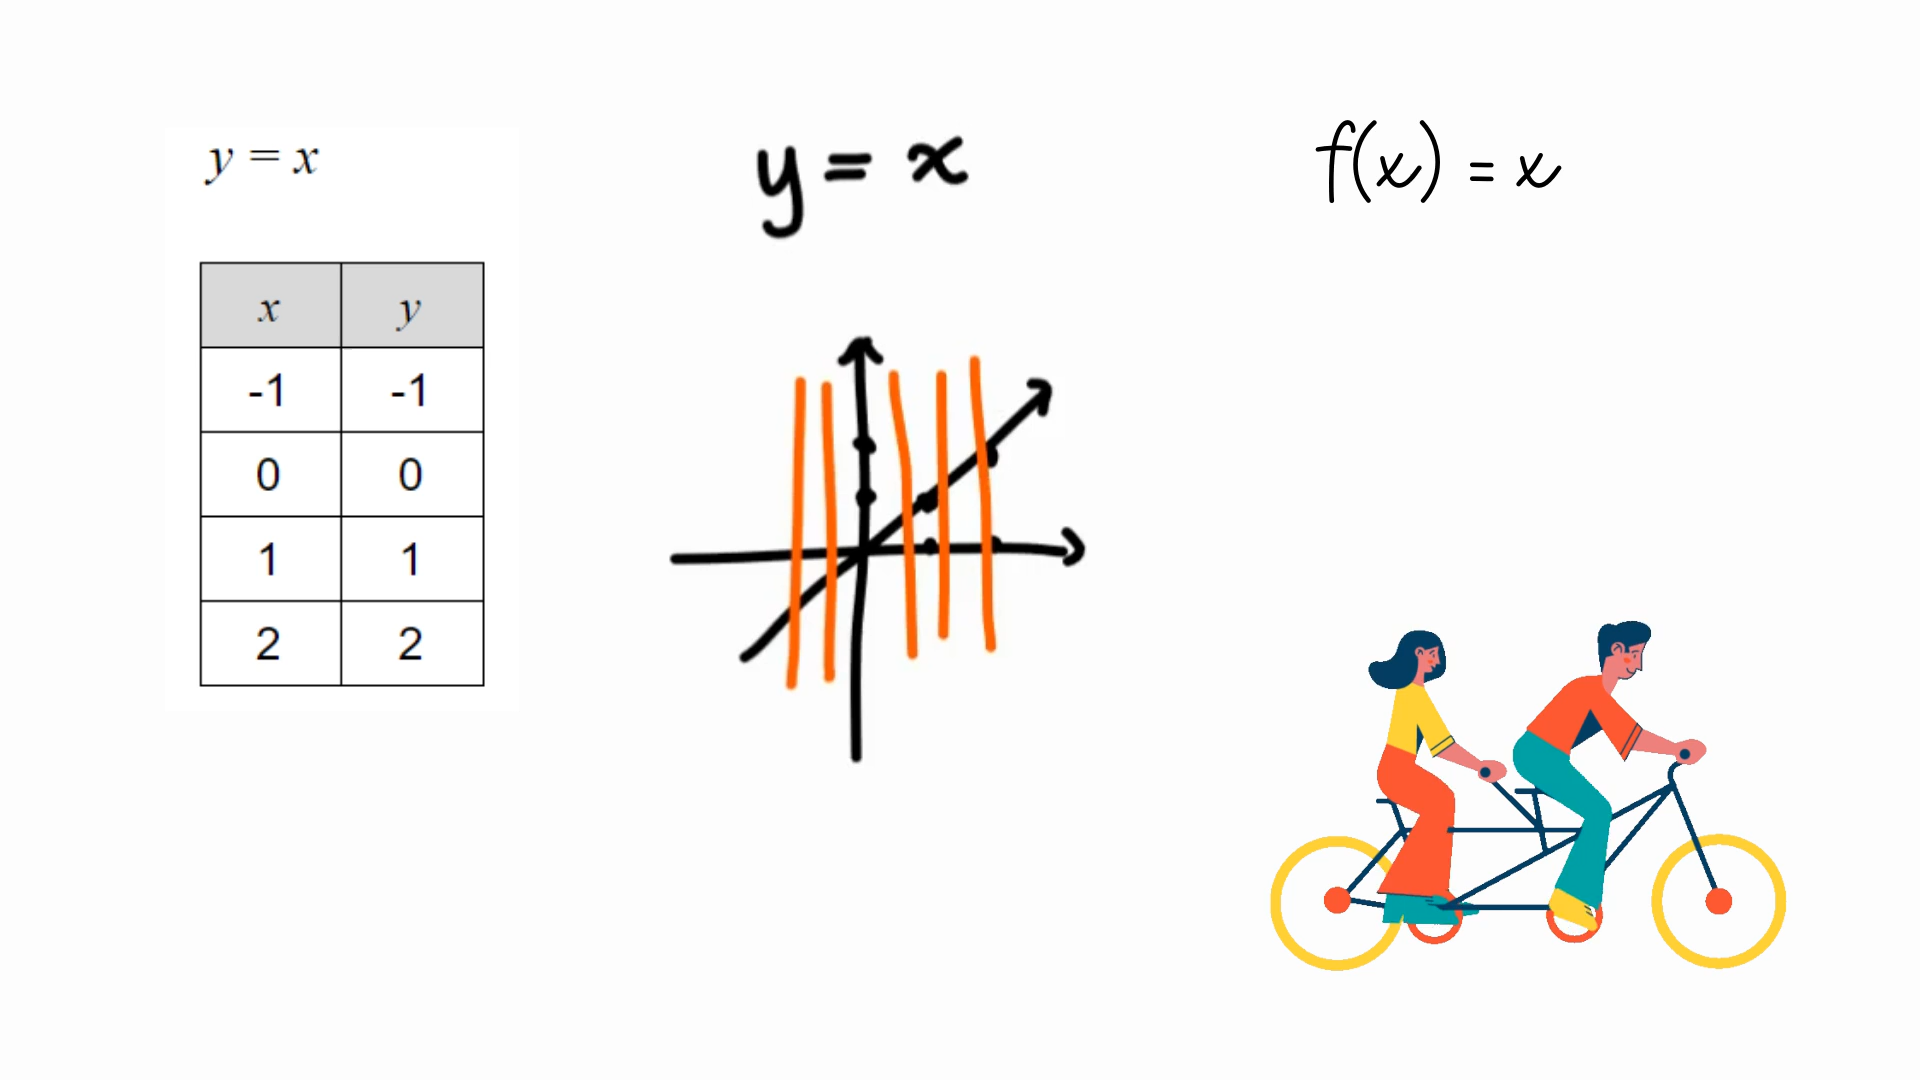 y = x
x y
-1 -1
0 0
1 1
2 2
y = x
f(x) = x